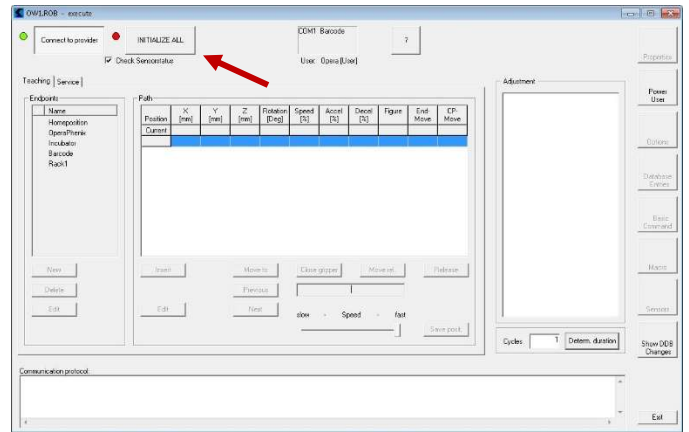 OW1.ROB - execute
Connect to provider
INITIALIZE ALL
COM1 Barcode
?
Check Sensorstatus
User: Opera [User]
Properties
Teaching
Service
Adjustment
Power User
Endpoints
Path
Name
Position
X [mm]
Y [mm]
Z [mm]
Rotation [Deg]
Speed [%]
Accel [%]
Decel [%]
Figure
End-Move
CP-Move
Homeposition
Current
OperaPhenix
Incubator
Barcode
Rack1
Options
Database Entries
Basic Command
New
Insert
Move to
Close gripper
Move rel.
Release
Macro
Delete
Previous
Edit
Edit
Next
slow - Speed - fast
Sensors
Save posit.
Cycles
1
Determ. duration
Show DDB Changes
Communication protocol:
Exit